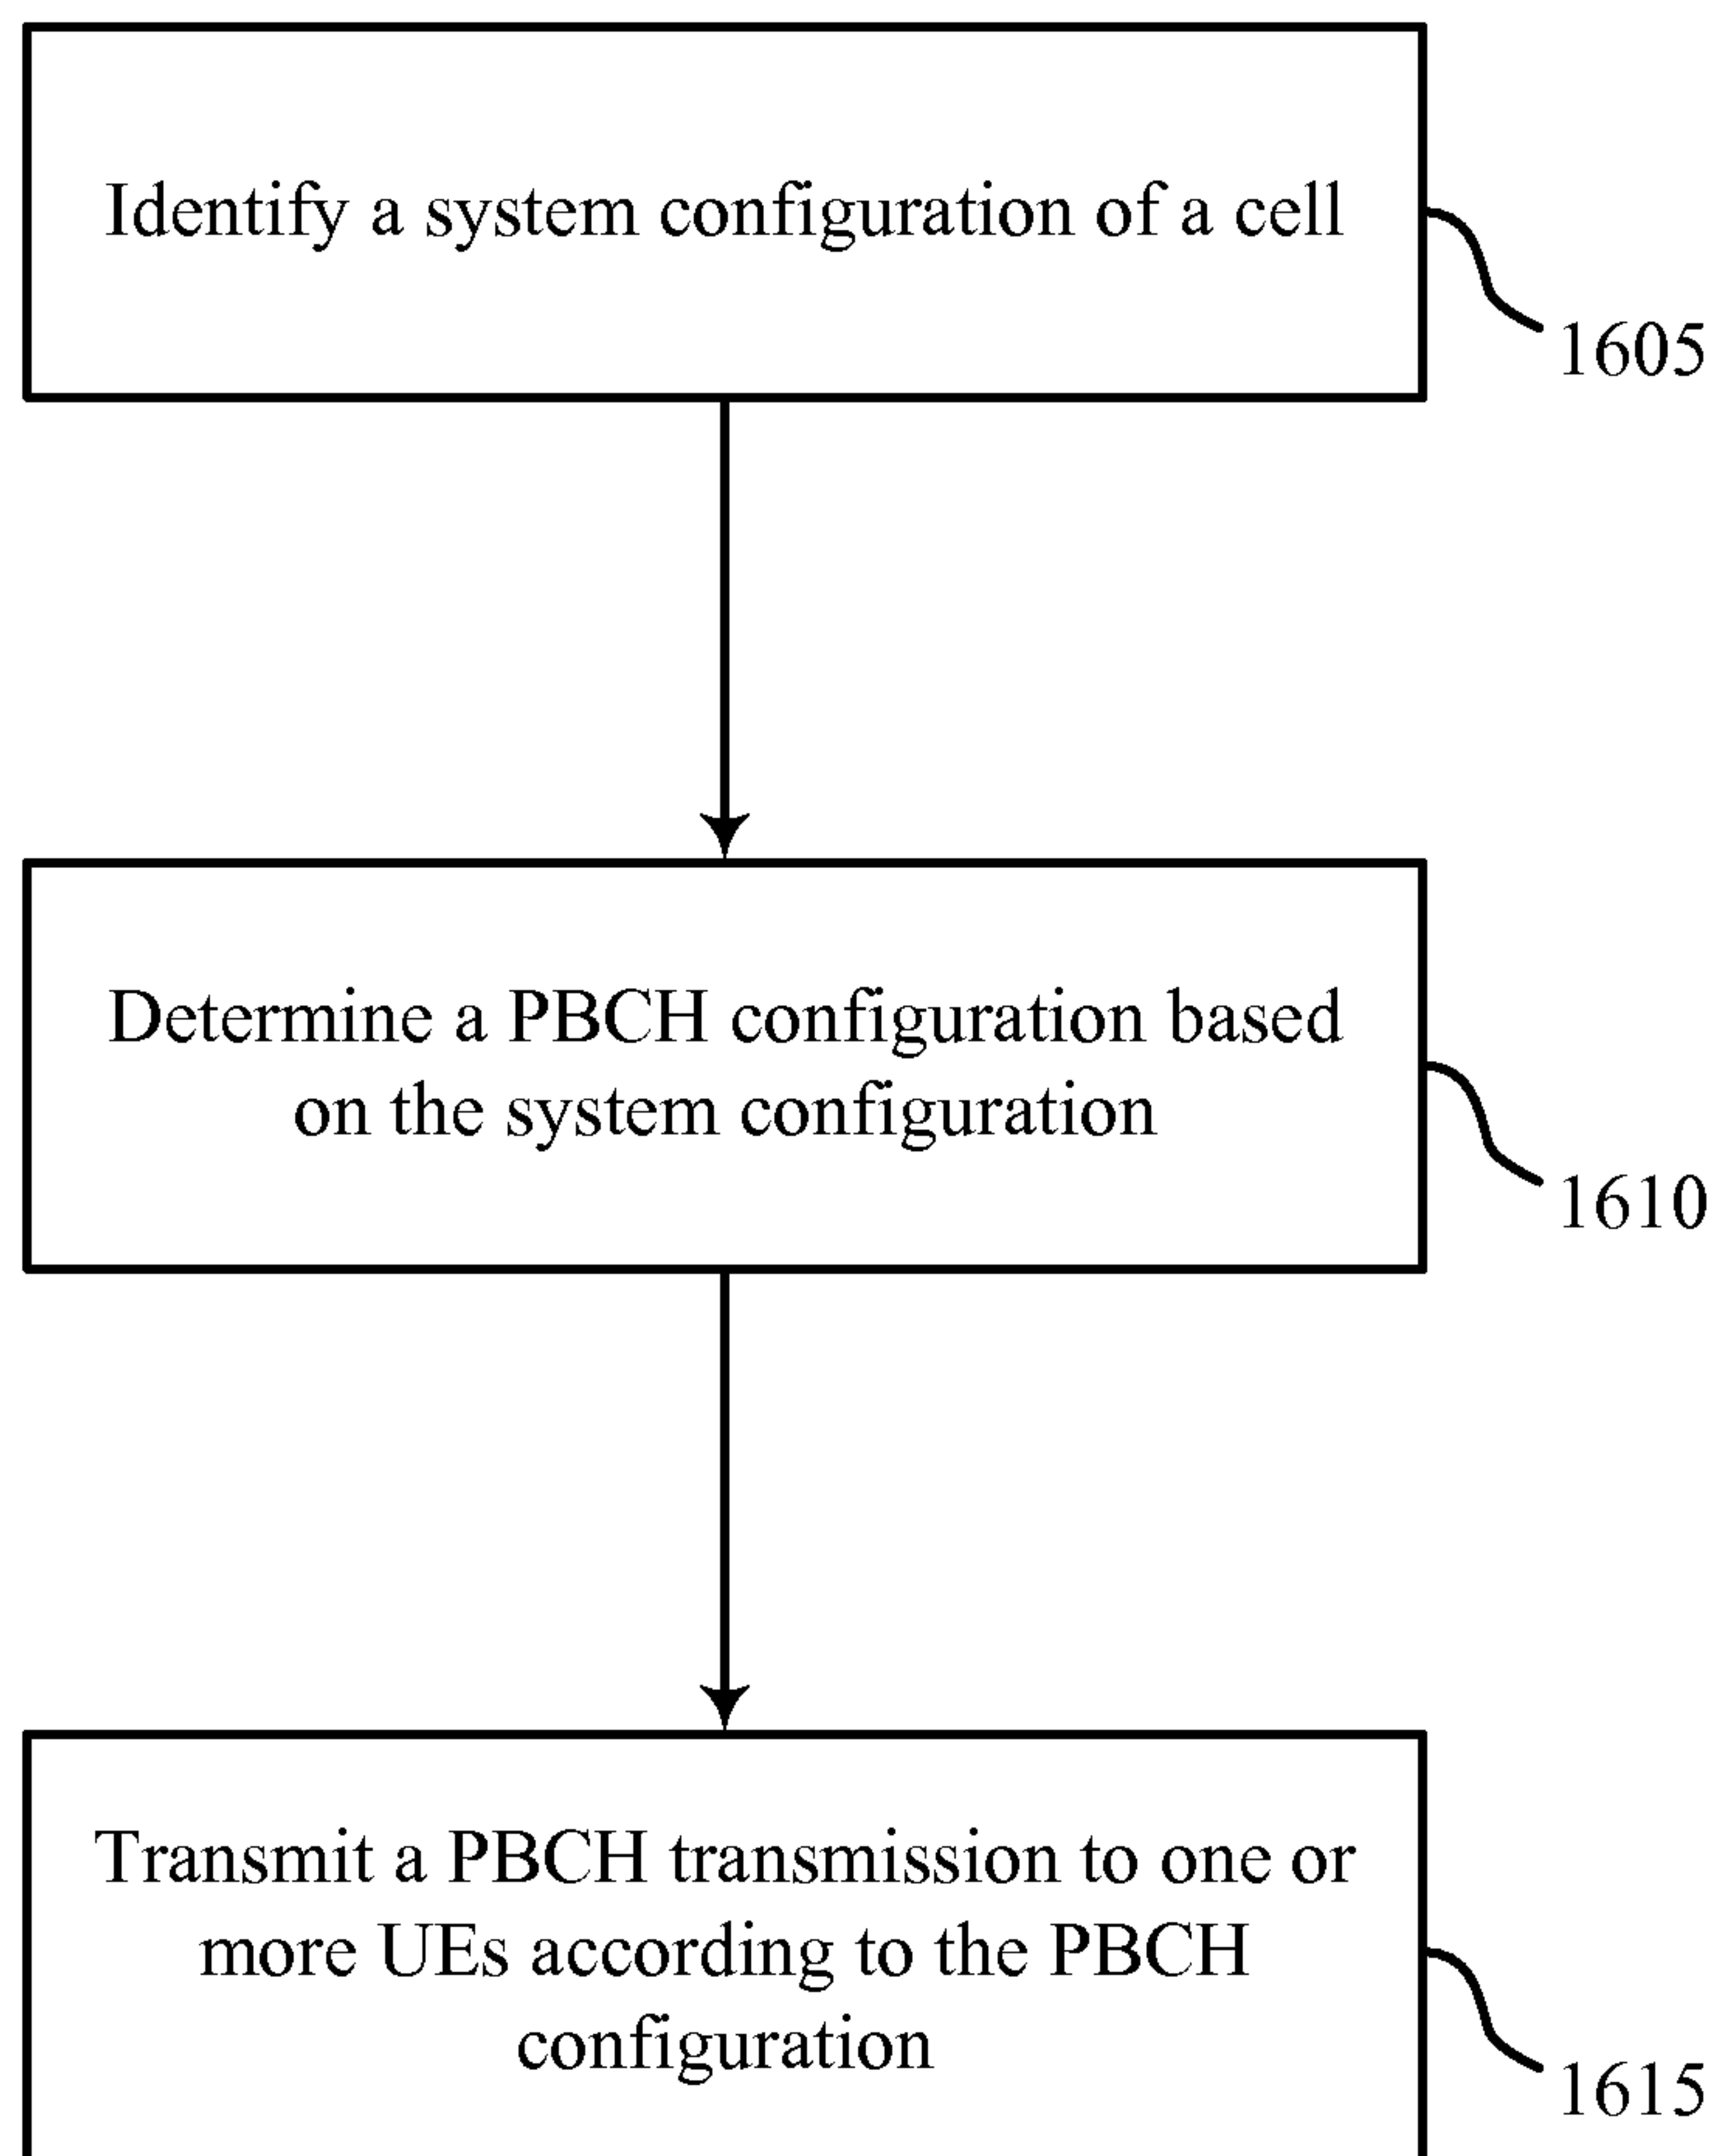 Identify a system configuration of a cell
1605
Determine a PBCH configuration based
on the system configuration
1610
Transmit a PBCH transmission to one or
more UEs according to the PBCH
configuration
1615